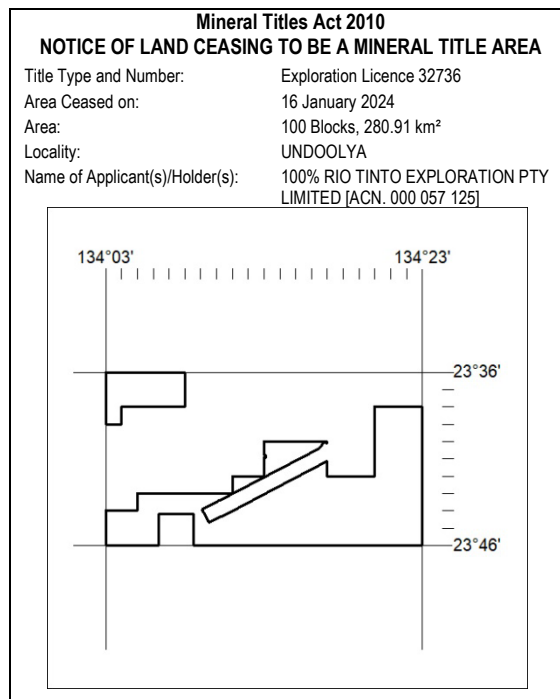 Mineral Titles Act 2010
NOTICE OF LAND CEASING TO BE A MINERAL TITLE AREA
Title Type and Number: Exploration Licence 32736
Area Ceased on: 16 January 2024
Area: 100 Blocks, 280.91 km²
Locality: UNDOOLYA
Name of Applicant(s)/Holder(s): 100% RIO TINTO EXPLORATION PTY
LIMITED [ACN. 000 057 125]
134°03' 134°23'
23°36'
23°46'